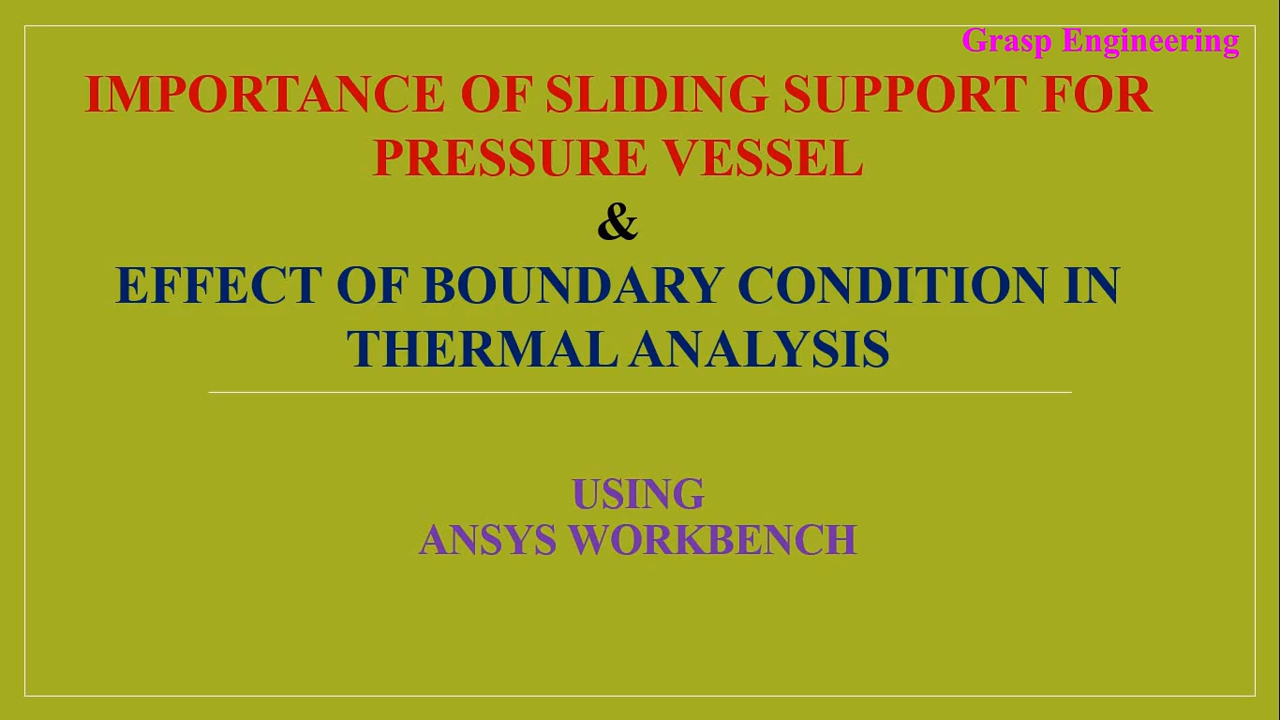 Grasp Engineering
IMPORTANCE OF SLIDING SUPPORT FOR
PRESSURE VESSEL
&
EFFECT OF BOUNDARY CONDITION IN
THERMAL ANALYSIS
USING
ANSYS WORKBENCH